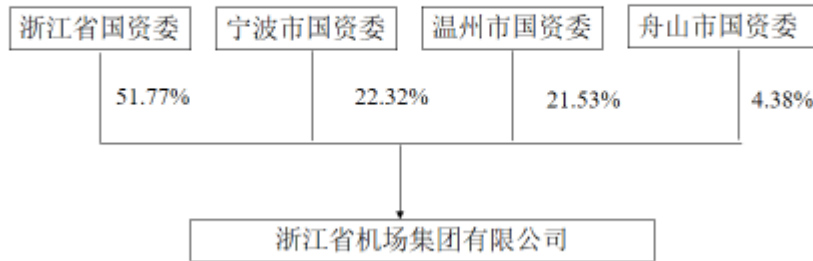 浙江省国资委 宁波市国资委 温州市国资委 舟山市国资委
51.77% 22.32% 21.53% 4.38%
浙江省机场集团有限公司